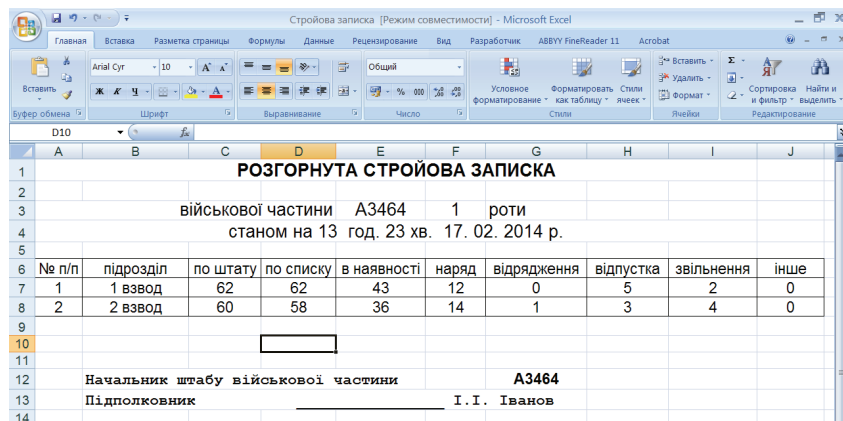 Стройова записка [Режим совместимости] - Microsoft Excel
Главная Вставка Разметка страницы Формулы Данные Рецензирование Вид Разработчик ABBYY FineReader 11 Acrobat
Вставить Arial Cyr 10 A A Общий Условное форматирование Форматировать как таблицу Стили ячеек Вставить Удалить Формат Сортировка и фильтр Найти и выделить
Ж К Ч % 000
Буфер обмена Шрифт Выравнивание Число Стили Ячейки Редактирование
D10 fx
A B C D E F G H I J
1 РОЗГОРНУТА СТРОЙОВА ЗАПИСКА
2
3 військової частини А3464 1 роти
4 станом на 13 год. 23 хв. 17. 02. 2014 р.
5
6 № п/п підрозділ по штату по списку в наявності наряд відрядження відпустка звільнення інше
7 1 1 взвод 62 62 43 12 0 5 2 0
8 2 2 взвод 60 58 36 14 1 3 4 0
9
10
11
12 Начальник штабу військової частини А3464
13 Підполковник І.І. Іванов
14